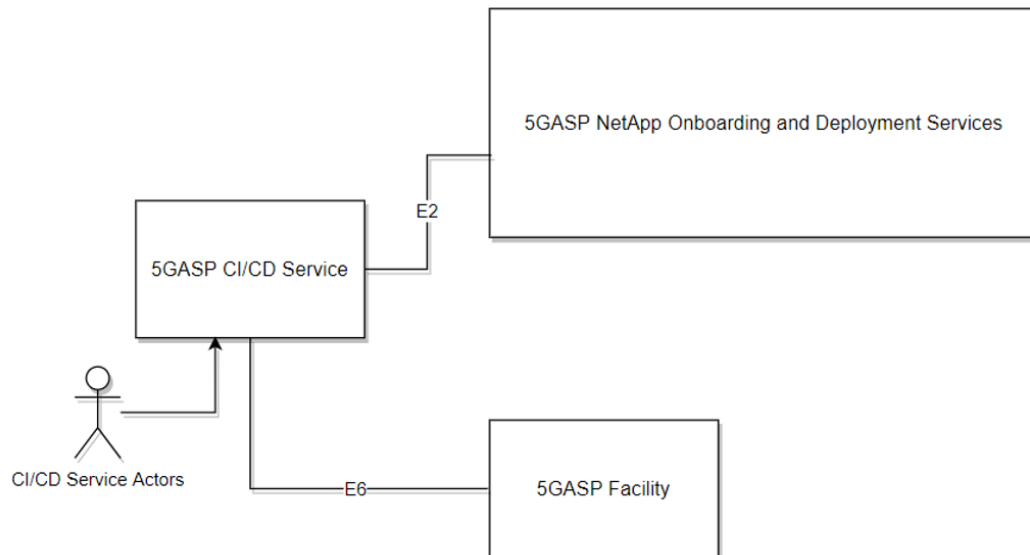 5GASP NetApp Onboarding and Deployment Services
E2
5GASP CI/CD Service
CI/CD Service Actors
E6
5GASP Facility